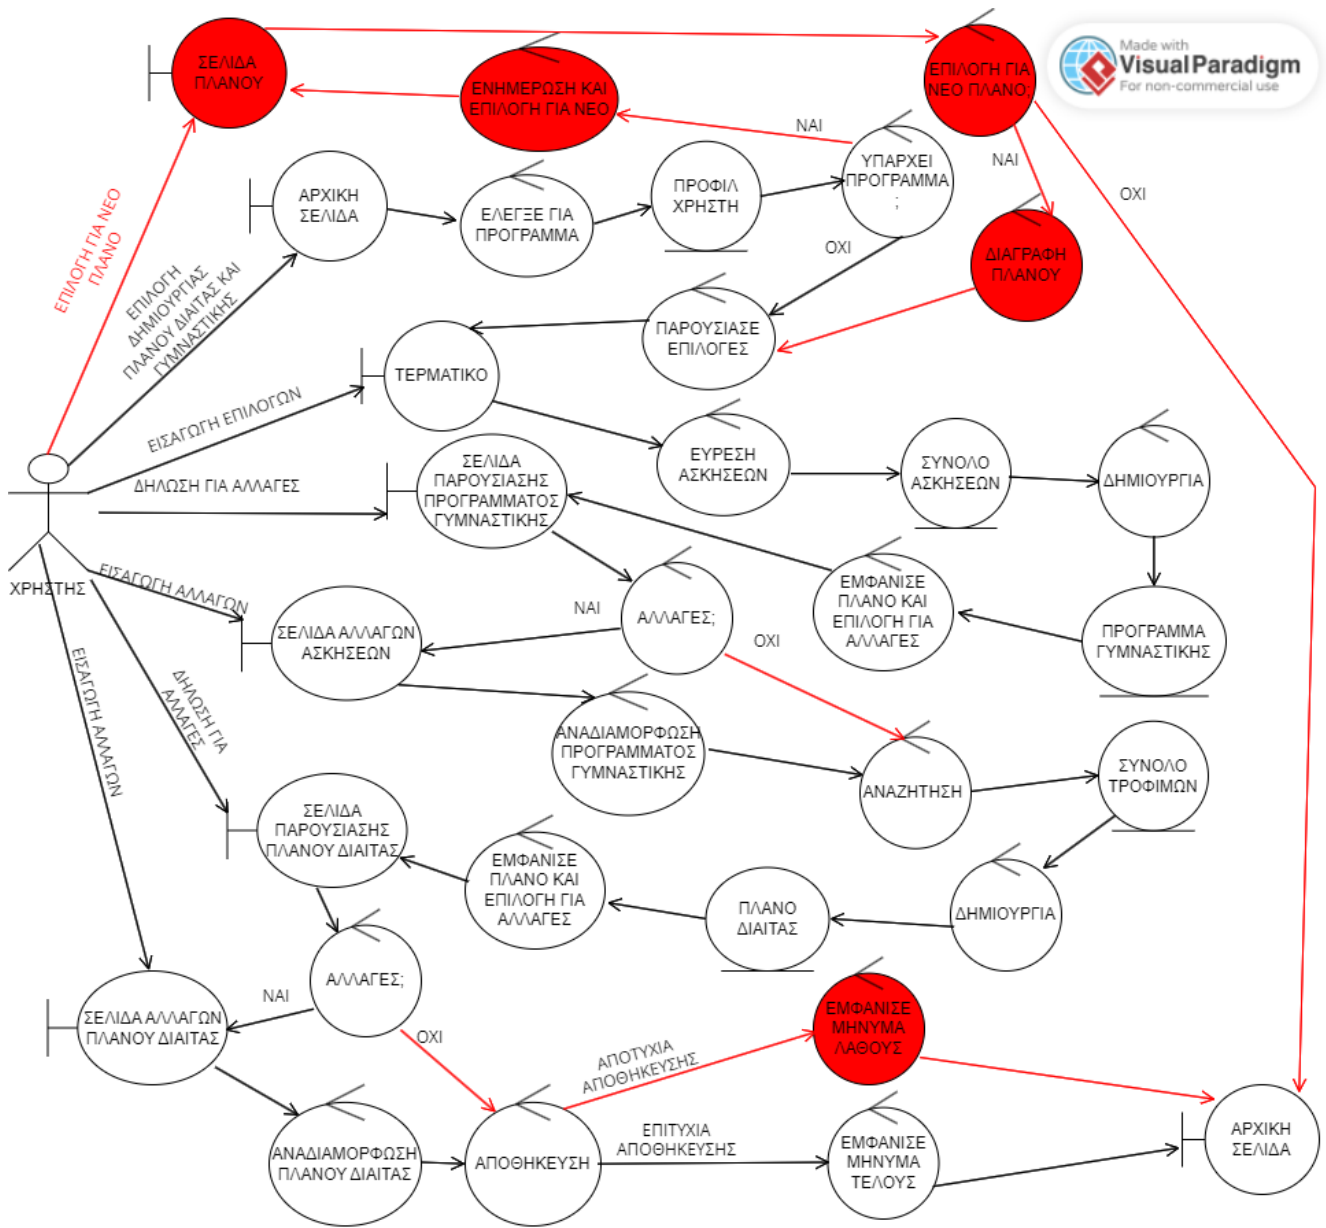 Made with
Visual Paradigm
For non-commercial use
ΣΕΛΙΔΑ
ΠΛΑΝΟΥ
ΕΝΗΜΕΡΩΣΗ ΚΑΙ
ΕΠΙΛΟΓΗ ΓΙΑ ΝΕΟ
ΕΠΙΛΟΓΗ ΓΙΑ
ΝΕΟ ΠΛΑΝΟ;
ΝΑΙ
ΝΑΙ
ΟΧΙ
ΑΡΧΙΚΗ
ΣΕΛΙΔΑ
ΕΛΕΓΞΕ ΓΙΑ
ΠΡΟΓΡΑΜΜΑ
ΠΡΟΦΙΛ
ΧΡΗΣΤΗ
ΥΠΑΡΧΕΙ
ΠΡΟΓΡΑΜΜΑ
;
ΟΧΙ
ΔΙΑΓΡΑΦΗ
ΠΛΑΝΟΥ
ΕΠΙΛΟΓΗ ΓΙΑ ΝΕΟ
ΠΛΑΝΟ
ΕΠΙΛΟΓΗ
ΔΗΜΙΟΥΡΓΙΑΣ
ΠΛΑΝΟΥ ΔΙΑΙΤΑΣ ΚΑΙ
ΓΥΜΝΑΣΤΙΚΗΣ
ΠΑΡΟΥΣΙΑΣΕ
ΕΠΙΛΟΓΕΣ
ΤΕΡΜΑΤΙΚΟ
ΕΙΣΑΓΩΓΗ ΕΠΙΛΟΓΩΝ
ΕΥΡΕΣΗ
ΑΣΚΗΣΕΩΝ
ΣΥΝΟΛΟ
ΑΣΚΗΣΕΩΝ
ΔΗΜΙΟΥΡΓΙΑ
ΔΗΛΩΣΗ ΓΙΑ ΑΛΛΑΓΕΣ
ΣΕΛΙΔΑ
ΠΑΡΟΥΣΙΑΣΗΣ
ΠΡΟΓΡΑΜΜΑΤΟΣ
ΓΥΜΝΑΣΤΙΚΗΣ
ΧΡΗΣΤΗΣ
ΕΙΣΑΓΩΓΗ ΑΛΛΑΓΩΝ
ΝΑΙ
ΑΛΛΑΓΕΣ;
ΟΧΙ
ΕΜΦΑΝΙΣΕ
ΠΛΑΝΟ ΚΑΙ
ΕΠΙΛΟΓΗ ΓΙΑ
ΑΛΛΑΓΕΣ
ΠΡΟΓΡΑΜΜΑ
ΓΥΜΝΑΣΤΙΚΗΣ
ΣΕΛΙΔΑ ΑΛΛΑΓΩΝ
ΑΣΚΗΣΕΩΝ
ΕΙΣΑΓΩΓΗ ΑΛΛΑΓΩΝ
ΔΗΛΩΣΗ ΓΙΑ
ΑΛΛΑΓΕΣ
ΑΝΑΔΙΑΜΟΡΦΩΣΗ
ΠΡΟΓΡΑΜΜΑΤΟΣ
ΓΥΜΝΑΣΤΙΚΗΣ
ΑΝΑΖΗΤΗΣΗ
ΣΥΝΟΛΟ
ΤΡΟΦΙΜΩΝ
ΣΕΛΙΔΑ
ΠΑΡΟΥΣΙΑΣΗΣ
ΠΛΑΝΟΥ ΔΙΑΙΤΑΣ
ΕΜΦΑΝΙΣΕ
ΠΛΑΝΟ ΚΑΙ
ΕΠΙΛΟΓΗ ΓΙΑ
ΑΛΛΑΓΕΣ
ΠΛΑΝΟ
ΔΙΑΙΤΑΣ
ΔΗΜΙΟΥΡΓΙΑ
ΑΛΛΑΓΕΣ;
ΝΑΙ
ΟΧΙ
ΣΕΛΙΔΑ ΑΛΛΑΓΩΝ
ΠΛΑΝΟΥ ΔΙΑΙΤΑΣ
ΑΠΟΤΥΧΙΑ
ΑΠΟΘΗΚΕΥΣΗΣ
ΕΜΦΑΝΙΣΕ
ΜΗΝΥΜΑ
ΛΑΘΟΥΣ
ΑΝΑΔΙΑΜΟΡΦΩΣΗ
ΠΛΑΝΟΥ ΔΙΑΙΤΑΣ
ΑΠΟΘΗΚΕΥΣΗ
ΕΠΙΤΥΧΙΑ
ΑΠΟΘΗΚΕΥΣΗΣ
ΕΜΦΑΝΙΣΕ
ΜΗΝΥΜΑ
ΤΕΛΟΥΣ
ΑΡΧΙΚΗ
ΣΕΛΙΔΑ